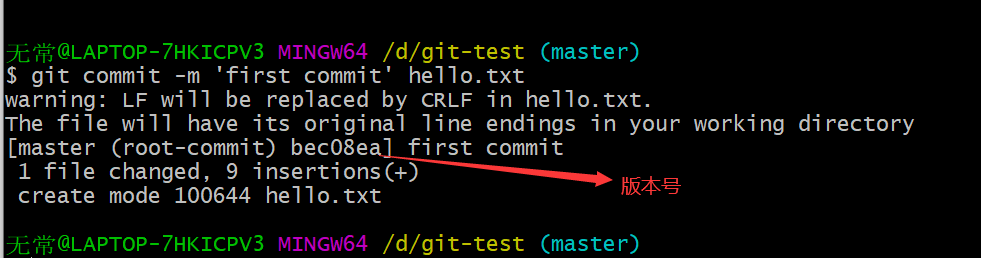 无常@LAPTOP-7HKICPV3 MINGW64 /d/git-test (master)
$ git commit -m 'first commit' hello.txt
warning: LF will be replaced by CRLF in hello.txt.
The file will have its original line endings in your working directory
[master (root-commit) bec08ea] first commit
 1 file changed, 9 insertions(+)
版本号
 create mode 100644 hello.txt
无常@LAPTOP-7HKICPV3 MINGW64 /d/git-test (master)